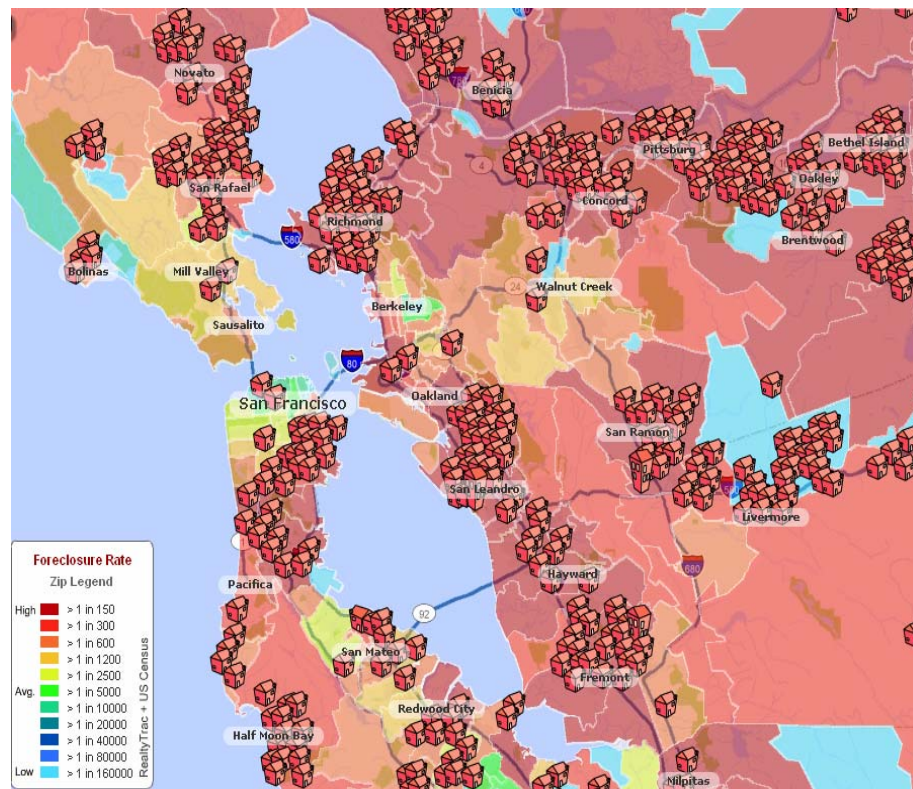 Novato
Benicia
780
Pittsburg
Bethel Island
4
Oakley
San Rafael
Concord
Richmond
Brentwood
580
Bolinas
Mill Valley
24
Walnut Creek
Berkeley
Sausalito
80
Oakland
San Francisco
San Ramon
San Leandro
Livermore
Hayward
680
Pacifica
92
San Mateo
Fremont
Redwood City
Half Moon Bay
Milpitas
Foreclosure Rate
Zip Legend
High > 1 in 150
> 1 in 300
> 1 in 600
> 1 in 1200
> 1 in 2500
Avg. > 1 in 5000
> 1 in 10000
> 1 in 20000
> 1 in 40000
> 1 in 80000
Low > 1 in 160000
RealtyTrac + US Census